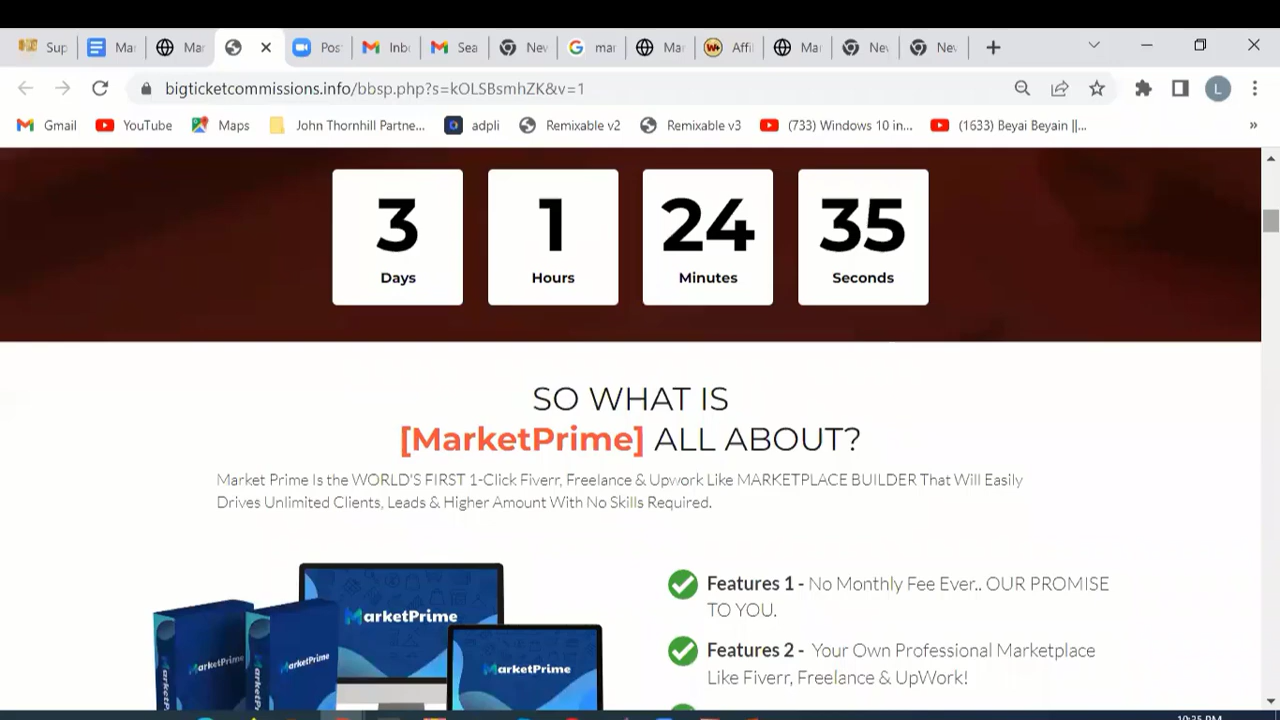 Sup
Mar
Mar
Pos
Inb
Sea
Nev
mar
Mar
Affi
Mar
Nev
Nev
bigticketcommissions.info/bbsp.php?s=kOLSBsmhZK&v=1
L
Gmail
YouTube
Maps
John Thornhill Partne...
adpli
Remixable v2
Remixable v3
(733) Windows 10 in...
(1633) Beyai Beyain ||...
»
3 1 24 35
Days Hours Minutes Seconds
SO WHAT IS
[MarketPrime] ALL ABOUT?
Market Prime Is the WORLD'S FIRST 1-Click Fiverr, Freelance & Upwork Like MARKETPLACE BUILDER That Will Easily
Drives Unlimited Clients, Leads & Higher Amount With No Skills Required.
MarketPrime
MarketPrime
MarketPrime
MarketPrime
Features 1 - No Monthly Fee Ever.. OUR PROMISE
TO YOU.
Features 2 - Your Own Professional Marketplace
Like Fiverr, Freelance & UpWork!